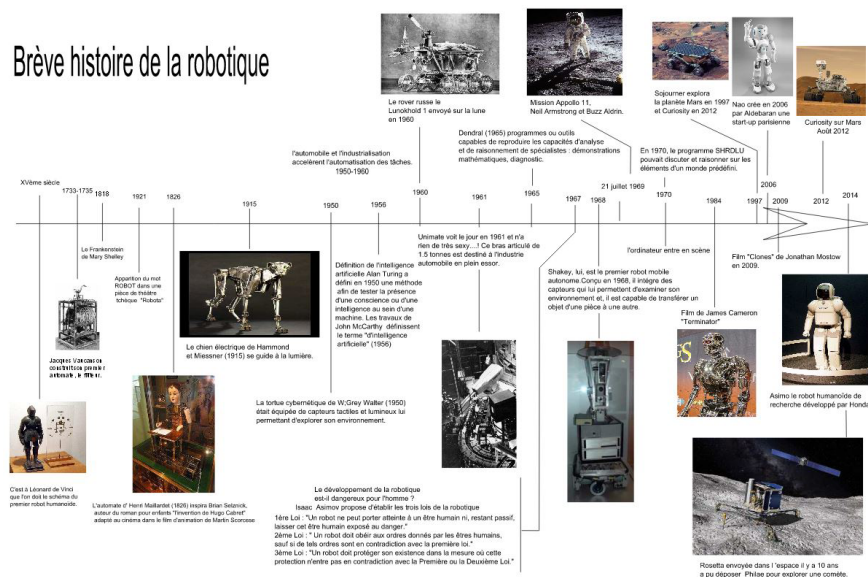 Brève histoire de la robotique
Le rover russe le
Lunokhold 1 envoyé sur la lune
en 1960
Mission Appollo 11,
Neil Armstrong et Buzz Aldrin.
Sojourner explora
la planète Mars en 1997
et Curiosity en 2012
Nao crée en 2006
par Aldebaran une
start-up parisienne
Curiosity sur Mars
Août 2012
l'automobile et l'industrialisation
accelèrent l'automatisation des tâches.
1950-1980
Dendral (1965) programmes ou outils
capables de reproduire les capacités d'analyse
et de raisonnement de spécialistes : démonstrations
mathématiques, diagnostic.
En 1970, le programme SHRDLU
pouvait discuter et raisonner sur les
éléments d'un monde prédéfini.
XVème siècle
1733-1735
1818
1921
1826
1915
1950
1956
1960
1961
1965
1967
1968
21 juillet 1969
1970
1984
1997
2006
2009
2012
2014
Le Frankenstein
de Mary Shelley
Apparition du mot
ROBOT dans une
pièce de théâtre
tchèque "Robota"
Jacques Vaucanson
construit son premier
automate, le flûteur.
Le chien électrique de Hammond
et Miessner (1915) se guide à la lumière.
Définition de l'intelligence
artificielle Alan Turing a
défini en 1950 une méthode
afin de tester la présence
d'une conscience ou d'une
intelligence au sein d'une
machine. Les travaux de
John McCarthy définissent
le terme "d'intelligence
artificielle" (1956)
Unimate voit le jour en 1961 et n'a
rien de très sexy....! Ce bras articulé de
1.5 tonnes est destiné à l'industrie
automobile en plein essor.
Shakey, lui, est le premier robot mobile
autonome.Conçu en 1968, il intègre des
capteurs qui lui permettent d'examiner son
environnement et, il est capable de transférer un
objet d'une pièce à une autre.
l'ordinateur entre en scène
Film "Clones" de Jonathan Mostow
en 2009.
Film de James Cameron
"Terminator"
La tortue cybernétique de W;Grey Walter (1950)
était équipée de capteurs tactiles et lumineux lui
permettant d'explorer son environnement.
Asimo le robot humanoïde de
recherche développé par Honda
C'est à Léonant de Vinci
que l'on doit le schéma du
premier robot humanoide.
L'automate d' Henri Maillardet (1826) inspira Brian Selznick,
auteur du roman pour enfants "l'Invention de Hugo Cabret"
adapté au cinéma dans le film d'animation de Martin Scorcese
Le dévelopement de la robotique
est-il dangereux pour l'homme ?
Isaac Asimov propose d'établir les trois lois de la robotique
1ère Loi : "Un robot ne peut porter atteinte à un être humain ni, restant passif,
laisser cet être humain exposé au danger."
2ème Loi : " Un robot doit obéir aux ordres donnés par les êtres humains,
sauf si de tels ordres sont en contradiction avec la première loi."
3ème Loi : "Un robot doit protéger son existence dans la mesure où cette
protection n'entre pas en contradiction avec la Première ou la Deuxième Loi."
Rosetta envoyée dans l 'espace il y a 10 ans
a pu déposer Philae pour explorer une comète.